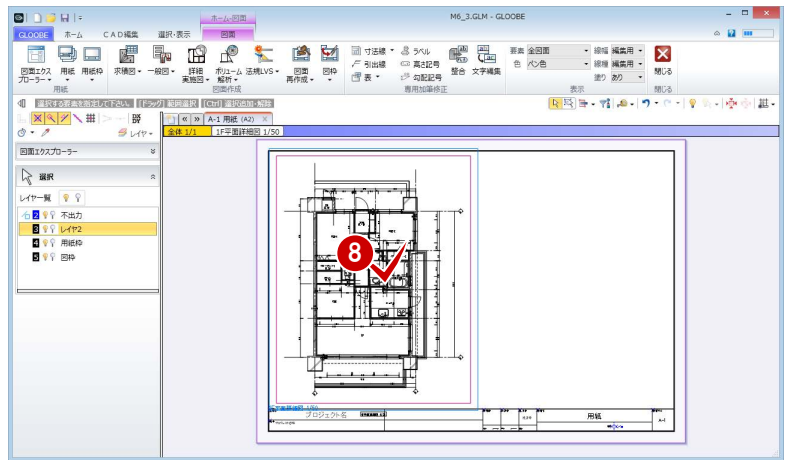 ホーム-図面
M6_3.GLM - GLOOBE
GLOOBE ホーム CAD編集 選択・表示 図面
図面エクスプローラー 用紙 用紙枠 求積図 一般図 詳細実施図 ボリューム解析 法規LVS 図面再作成 図枠 寸法線 ラベル 整合 文字編集 要素 全図面 線幅 編集用 閉じる
引出線 高さ記号 色 ペン色 線種 編集用
表 勾配記号 塗り あり
用紙 図面作成 専用加筆修正 表示 閉じる
選択する要素を指定して下さい。 [ドラッグ] 範囲選択 [Ctrl] 選択追加・解除
« » A-1 用紙 (A2) ×
レイヤ
全体 1/1 1F平面詳細図 1/50
図面エクスプローラー
選択
レイヤ一覧
2 不出力
3 レイヤ2
4 用紙枠
5 図枠
8
プロジェクト名
用紙
A-1